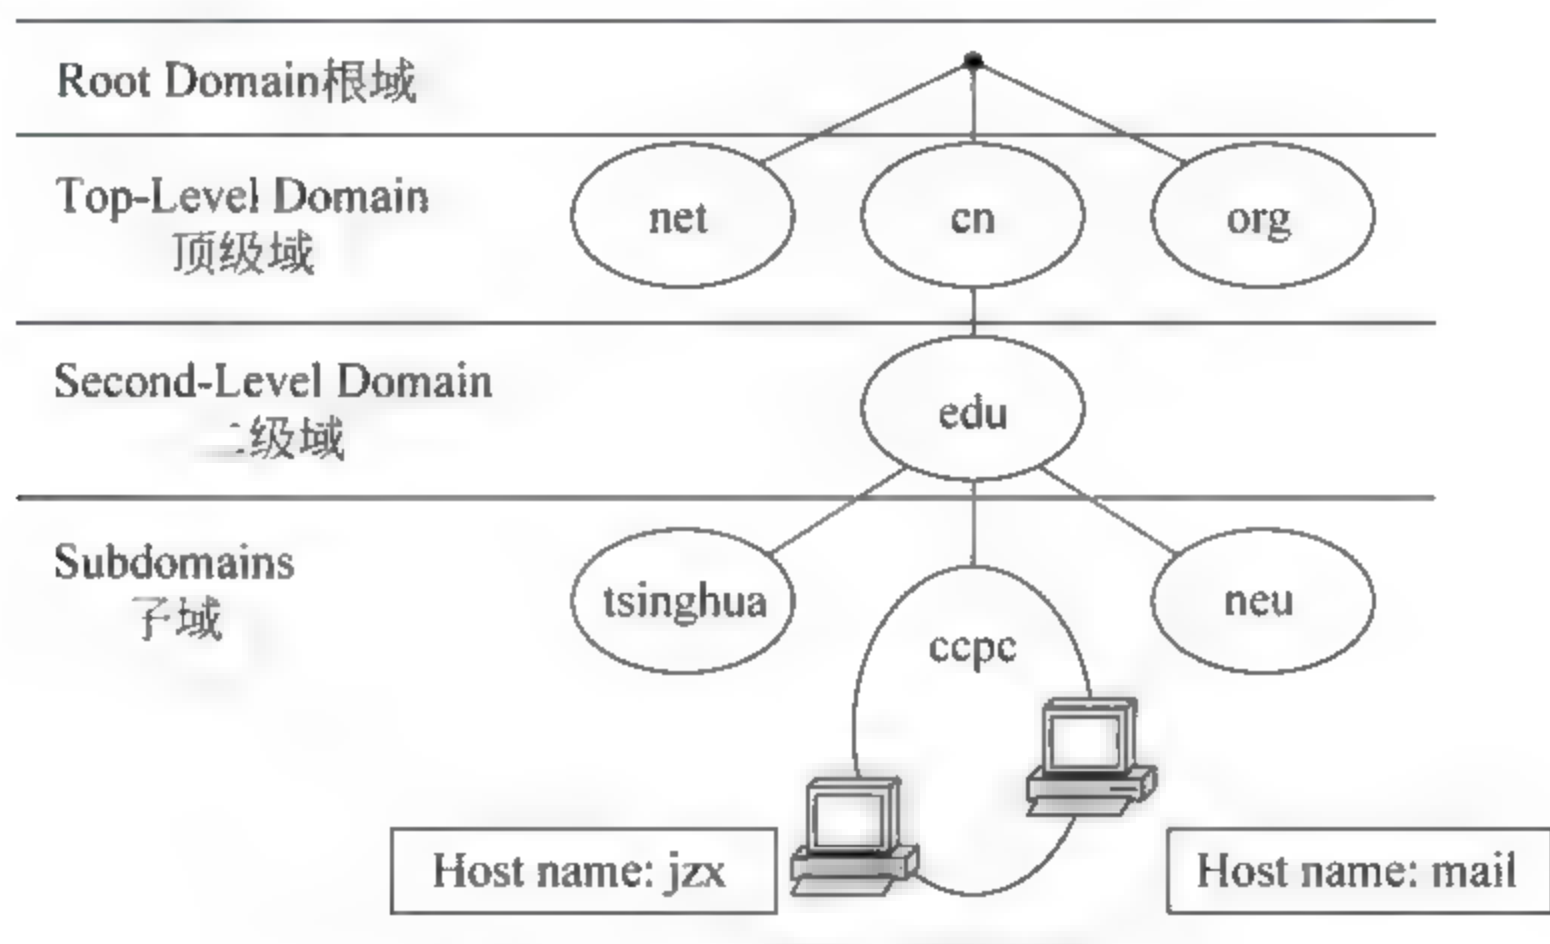 Root Domain根域
Top-Level Domain
顶级域
net
cn
org
Second-Level Domain
二级域
edu
Subdomains
子域
tsinghua
ccpc
neu
Host name: jzx
Host name: mail